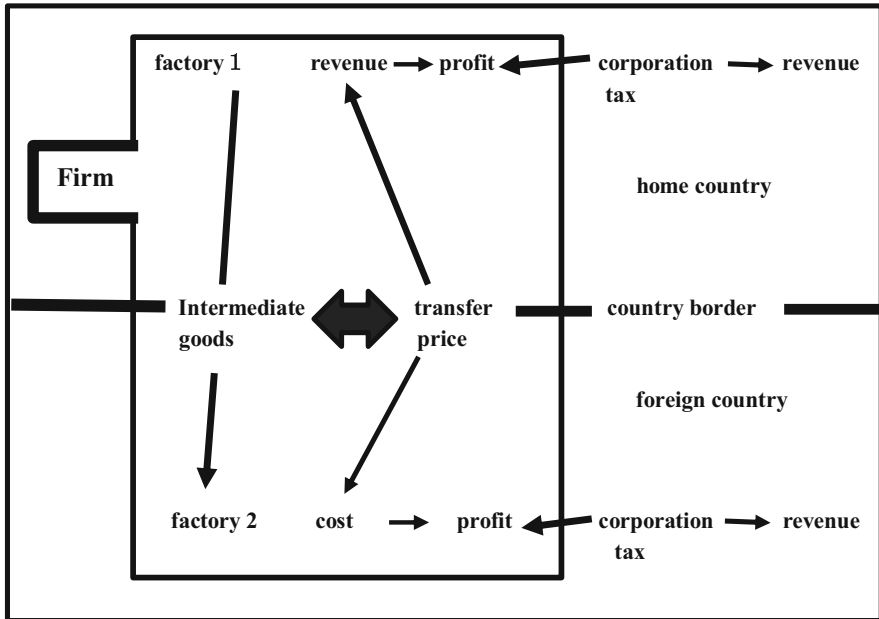 factory 1 revenue profit corporation tax revenue
Firm
home country
Intermediate goods transfer price country border
foreign country
factory 2 cost profit corporation tax revenue